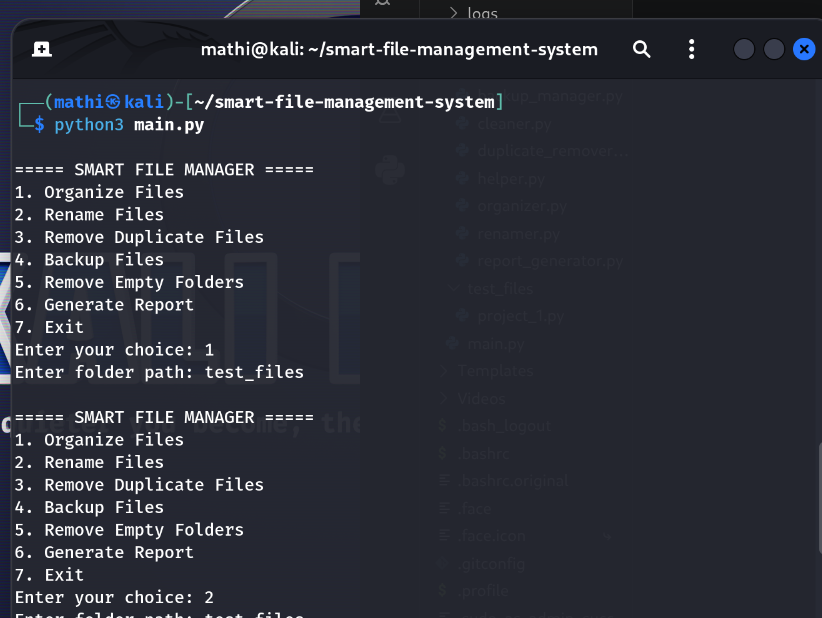 logs
mathi@kali: ~/smart-file-management-system
┌──(mathi㉿kali)-[~/smart-file-management-system]
└─$ python3 main.py
===== SMART FILE MANAGER =====
1. Organize Files
2. Rename Files
3. Remove Duplicate Files
4. Backup Files
5. Remove Empty Folders
6. Generate Report
7. Exit
Enter your choice: 1
Enter folder path: test_files
===== SMART FILE MANAGER =====
1. Organize Files
2. Rename Files
3. Remove Duplicate Files
4. Backup Files
5. Remove Empty Folders
6. Generate Report
7. Exit
Enter your choice: 2
Enter folder path: test_files
backup_manager.py
cleaner.py
duplicate_remover...
helper.py
organizer.py
renamer.py
report_generator.py
test_files
project_1.py
main.py
Templates
Videos
.bash_logout
.bashrc
.bashrc.original
.face
.face.icon
.gitconfig
.profile